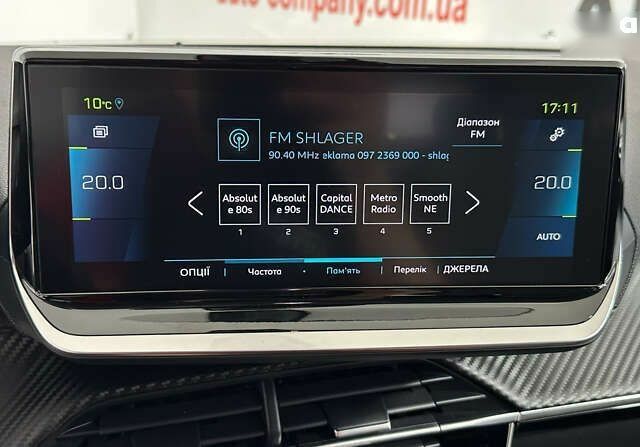 auto-company.com.ua
10°C
17:11
FM SHLAGER
90.40 MHz eklama 097 2369 000 - shlag
Діапазон
FM
20.0
20.0
Absolut
e 80s
Absolut
e 90s
Capital
DANCE
Metro
Radio
Smooth
NE
1
2
3
4
5
AUTO
ОПЦІЇ
Частота
Пам'ять
Перелік
ДЖЕРЕЛА